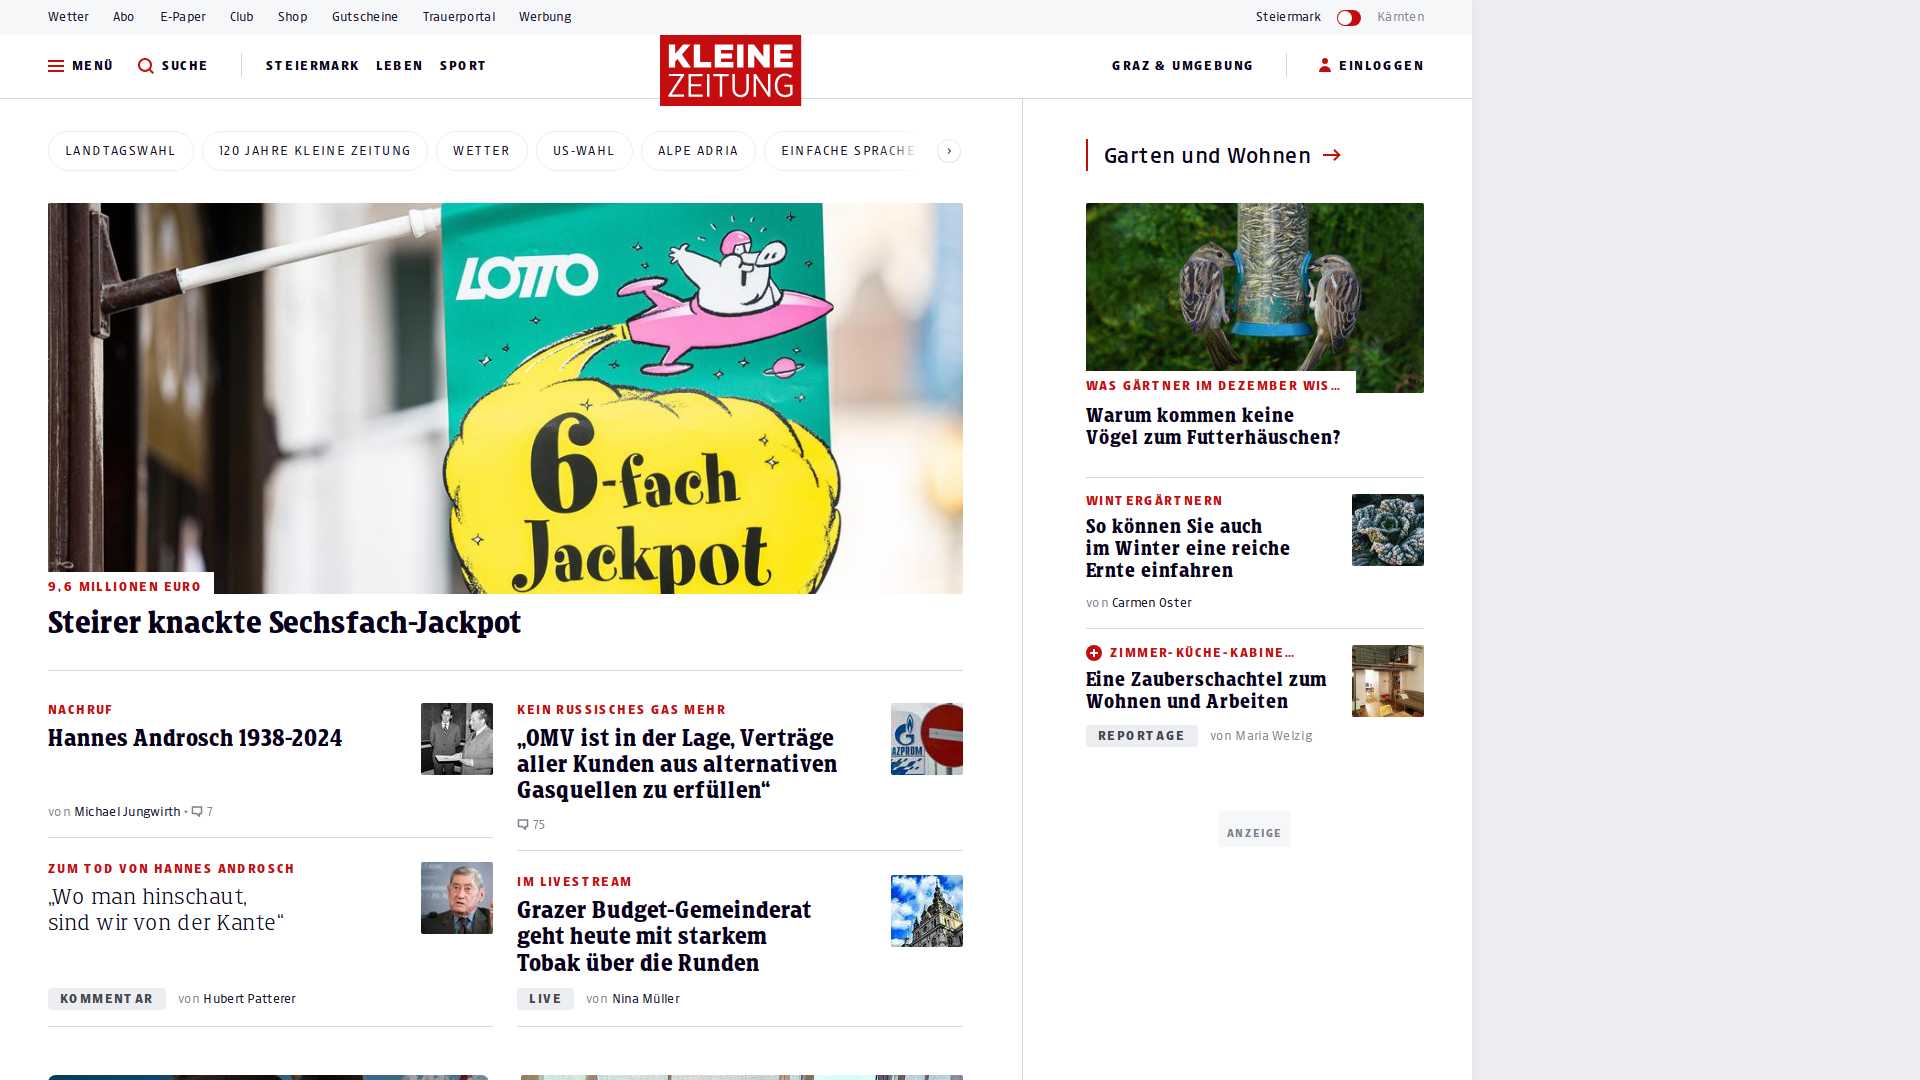 Wetter Abo E-Paper Club Shop Gutscheine Trauerportal Werbung Steiermark Kärnten
MENÜ SUCHE STEIERMARK LEBEN SPORT KLEINE ZEITUNG GRAZ & UMGEBUNG EINLOGGEN
LANDTAGSWAHL 120 JAHRE KLEINE ZEITUNG WETTER US-WAHL ALPE ADRIA EINFACHE SPRACHE
LOTTO
6-fach
Jackpot
9,6 MILLIONEN EURO
Steirer knackte Sechsfach-Jackpot
NACHRUF
Hannes Androsch 1938-2024
von Michael Jungwirth • 7
ZUM TOD VON HANNES ANDROSCH
„Wo man hinschaut,
sind wir von der Kante“
KOMMENTAR von Hubert Patterer
KEIN RUSSISCHES GAS MEHR
„OMV ist in der Lage, Verträge
aller Kunden aus alternativen
Gasquellen zu erfüllen“
AZPROM
75
IM LIVESTREAM
Grazer Budget-Gemeinderat
geht heute mit starkem
Tobak über die Runden
LIVE von Nina Müller
Garten und Wohnen
WAS GÄRTNER IM DEZEMBER WIS…
Warum kommen keine
Vögel zum Futterhäuschen?
WINTERGÄRTNERN
So können Sie auch
im Winter eine reiche
Ernte einfahren
von Carmen Oster
ZIMMER-KÜCHE-KABINE…
Eine Zauberschachtel zum
Wohnen und Arbeiten
REPORTAGE von Maria Welzig
ANZEIGE